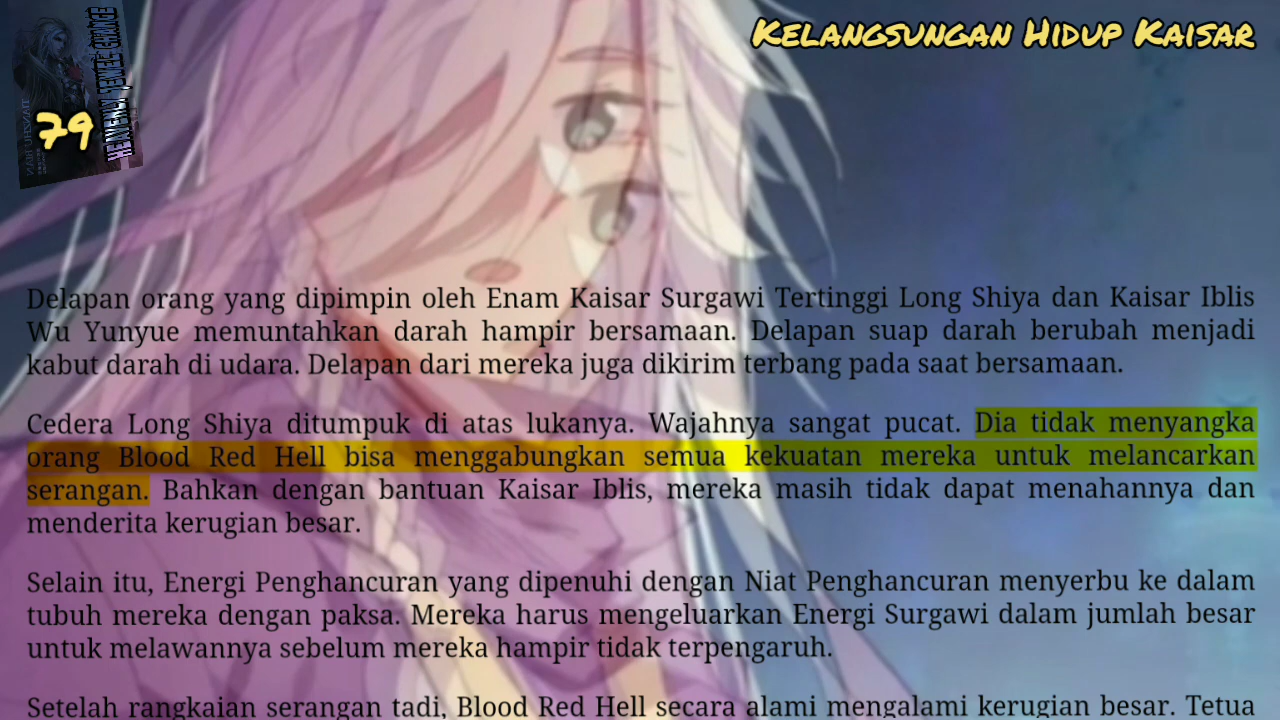 Kelangsungan Hidup Kaisar
HEAVENLY JEWEL CHANGE
79
Delapan orang yang dipimpin oleh Enam Kaisar Surgawi Tertinggi Long Shiya dan Kaisar Iblis
Wu Yunyue memuntahkan darah hampir bersamaan. Delapan suap darah berubah menjadi
kabut darah di udara. Delapan dari mereka juga dikirim terbang pada saat bersamaan.
Cedera Long Shiya ditumpuk di atas lukanya. Wajahnya sangat pucat. Dia tidak menyangka
orang Blood Red Hell bisa menggabungkan semua kekuatan mereka untuk melancarkan
serangan. Bahkan dengan bantuan Kaisar Iblis, mereka masih tidak dapat menahannya dan
menderita kerugian besar.
Selain itu, Energi Penghancuran yang dipenuhi dengan Niat Penghancuran menyerbu ke dalam
tubuh mereka dengan paksa. Mereka harus mengeluarkan Energi Surgawi dalam jumlah besar
untuk melawannya sebelum mereka hampir tidak terpengaruh.
Setelah rangkaian serangan tadi, Blood Red Hell secara alami mengalami kerugian besar. Tetua